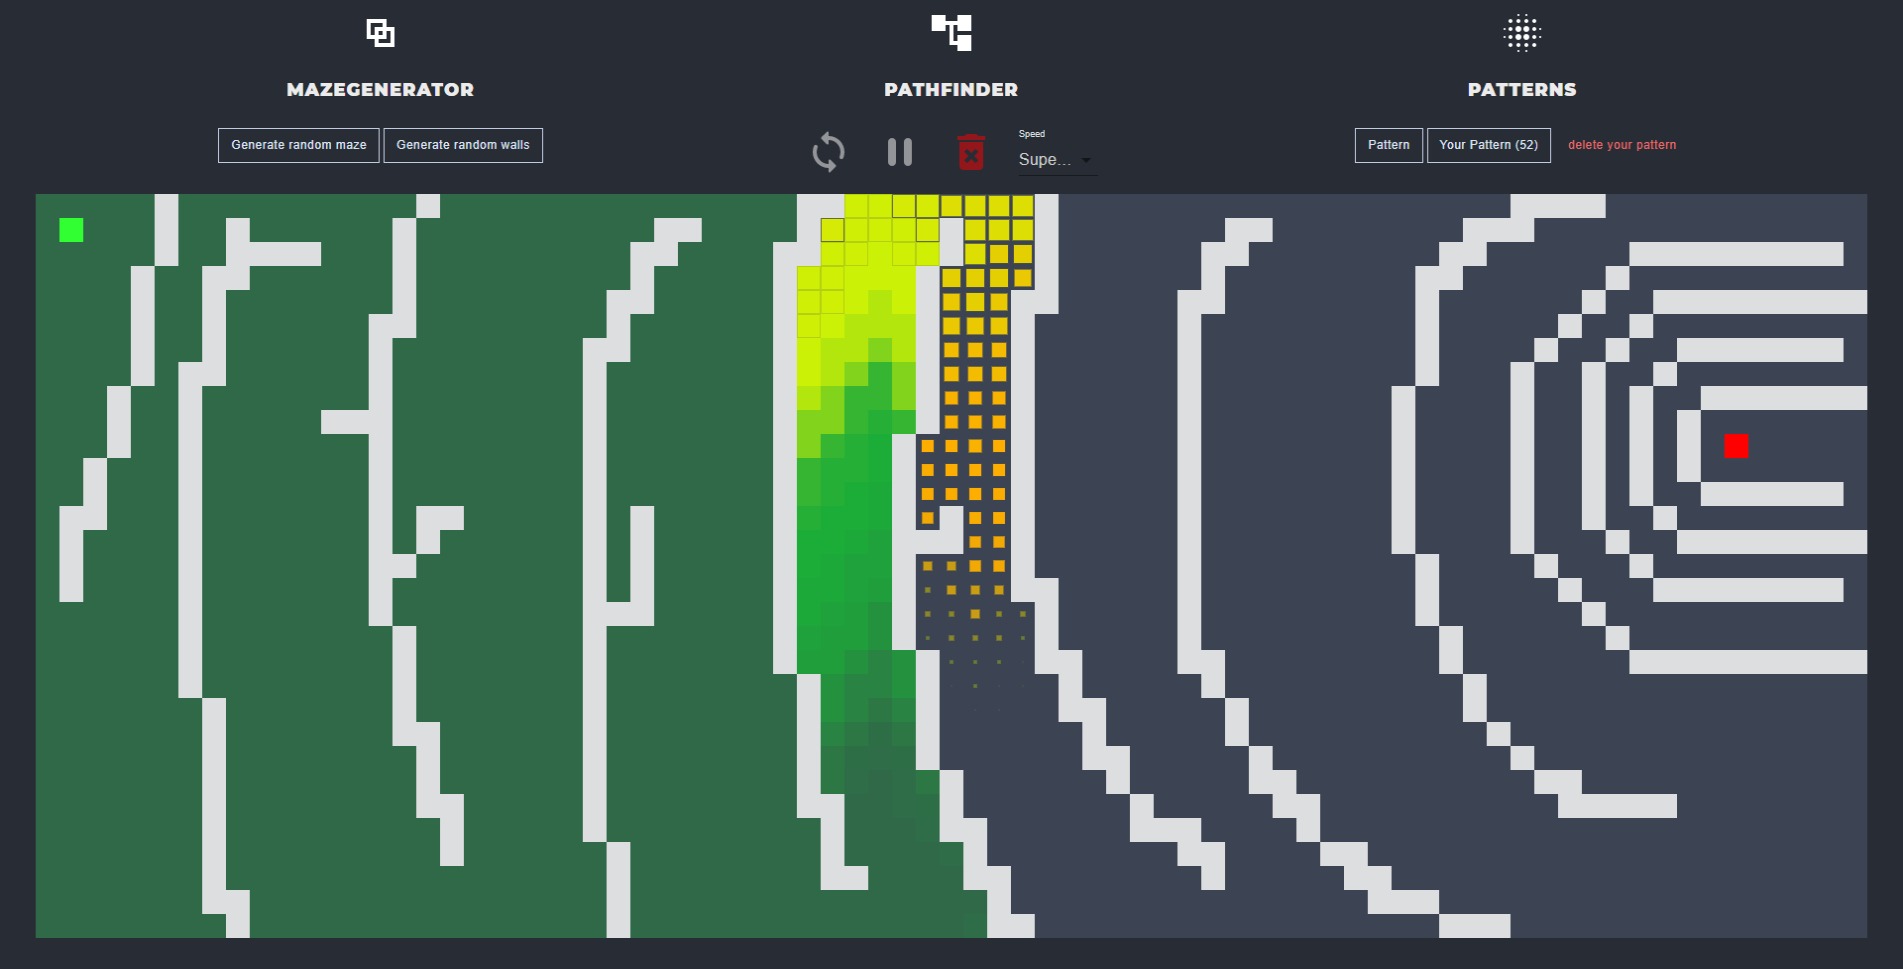 MAZEGENERATOR
PATHFINDER
PATTERNS
Generate random maze
Generate random walls
Speed
Supe...
Pattern
Your Pattern (52)
delete your pattern